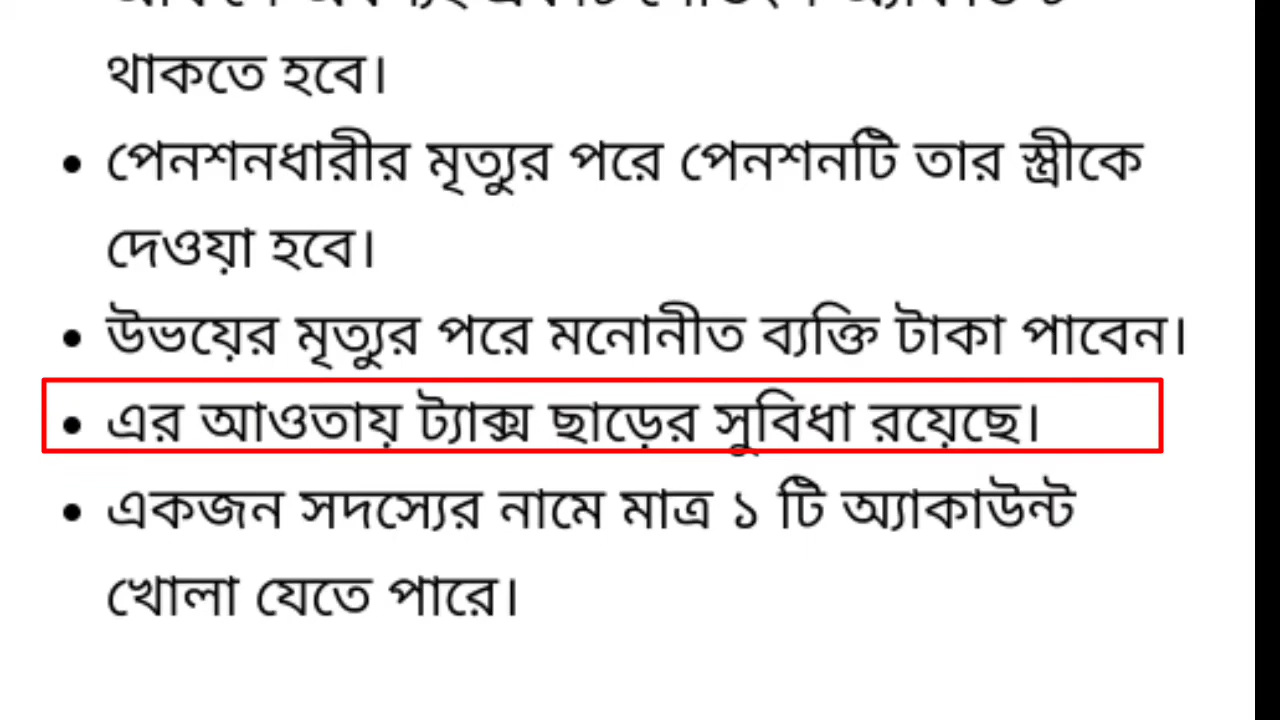 থাকতে হবে।
• পেনশনধারীর মৃত্যুর পরে পেনশনটি তার স্ত্রীকে
দেওয়া হবে।
• উভয়ের মৃত্যুর পরে মনোনীত ব্যক্তি টাকা পাবেন।
• এর আওতায় ট্যাক্স ছাড়ের সুবিধা রয়েছে।
• একজন সদস্যের নামে মাত্র ১ টি অ্যাকাউন্ট
খোলা যেতে পারে।